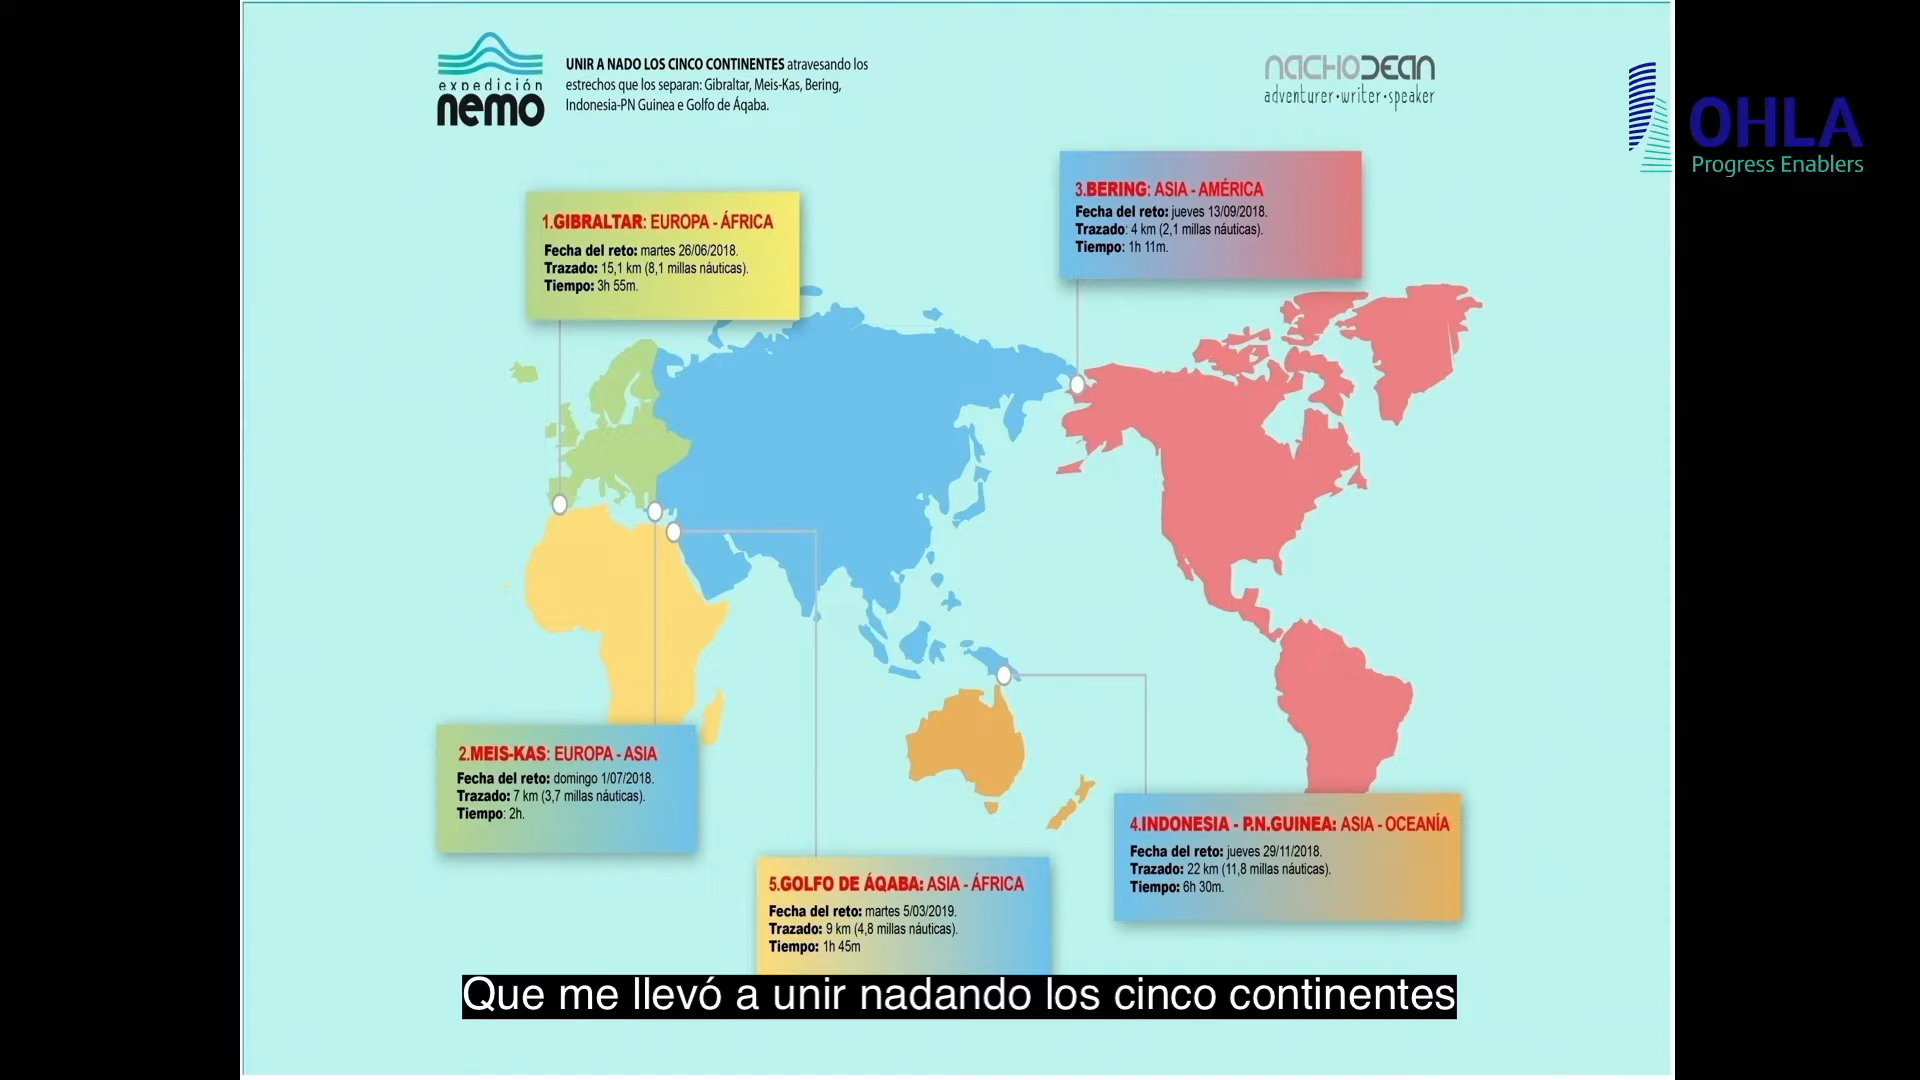 expedición
nemo
UNIR A NADO LOS CINCO CONTINENTES atravesando los
estrechos que los separan: Gibraltar, Meis-Kas, Bering,
Indonesia-PN Guinea e Golfo de Áqaba.
NACHODEAN
adventurer·writer·speaker
OHLA
Progress Enablers
1.GIBRALTAR: EUROPA - ÁFRICA
Fecha del reto: martes 26/06/2018.
Trazado: 15,1 km (8,1 millas náuticas).
Tiempo: 3h 55m.
3.BERING: ASIA - AMÉRICA
Fecha del reto: jueves 13/09/2018.
Trazado: 4 km (2,1 millas náuticas).
Tiempo: 1h 11m.
2.MEIS-KAS: EUROPA - ASIA
Fecha del reto: domingo 1/07/2018.
Trazado: 7 km (3,7 millas náuticas).
Tiempo: 2h.
4.INDONESIA - P.N.GUINEA: ASIA - OCEANÍA
Fecha del reto: jueves 29/11/2018.
Trazado: 22 km (11,8 millas náuticas).
Tiempo: 6h 30m.
5.GOLFO DE ÁQABA: ASIA - ÁFRICA
Fecha del reto: martes 5/03/2019.
Trazado: 9 km (4,8 millas náuticas).
Tiempo: 1h 45m
Que me llevó a unir nadando los cinco continentes